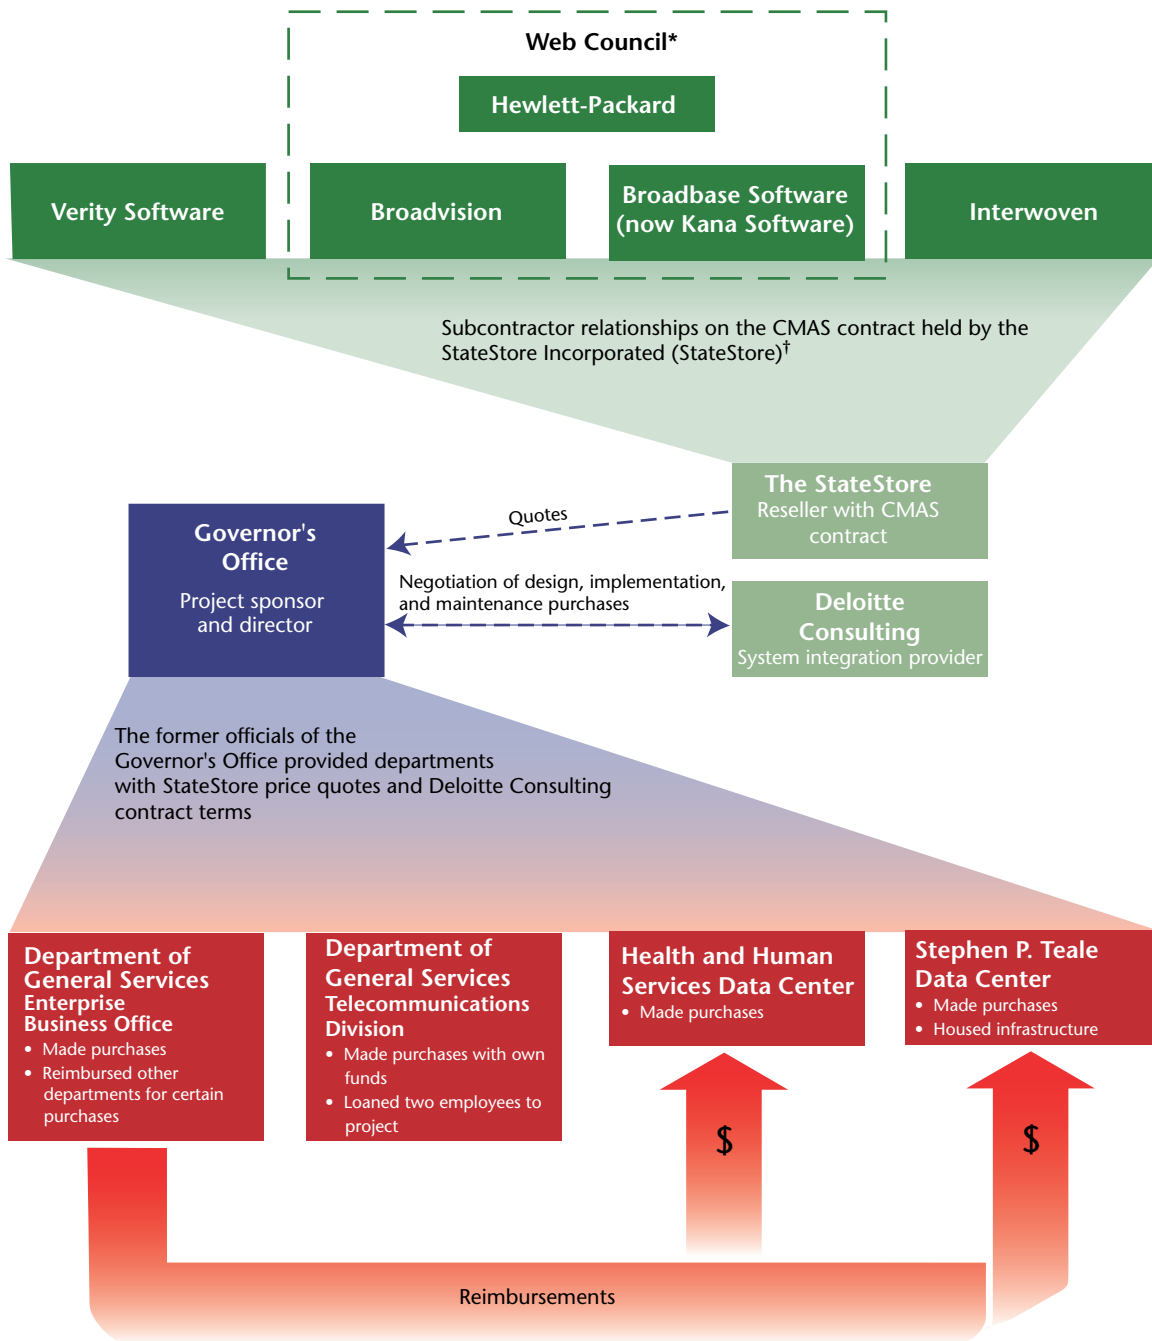 Web Council*
Hewlett-Packard
Verity Software
Broadvision
Broadbase Software
(now Kana Software)
Interwoven
Subcontractor relationships on the CMAS contract held by the
StateStore Incorporated (StateStore)†
The StateStore
Reseller with CMAS
contract
Quotes
Governor's
Office
Project sponsor
and director
Negotiation of design, implementation,
and maintenance purchases
Deloitte
Consulting
System integration provider
The former officials of the
Governor's Office provided departments
with StateStore price quotes and Deloitte Consulting
contract terms
Department of
General Services
Enterprise
Business Office
• Made purchases
• Reimbursed other
departments for certain
purchases
Department of
General Services
Telecommunications
Division
• Made purchases with own
funds
• Loaned two employees to
project
Health and Human
Services Data Center
• Made purchases
Stephen P. Teale
Data Center
• Made purchases
• Housed infrastructure
$
$
Reimbursements